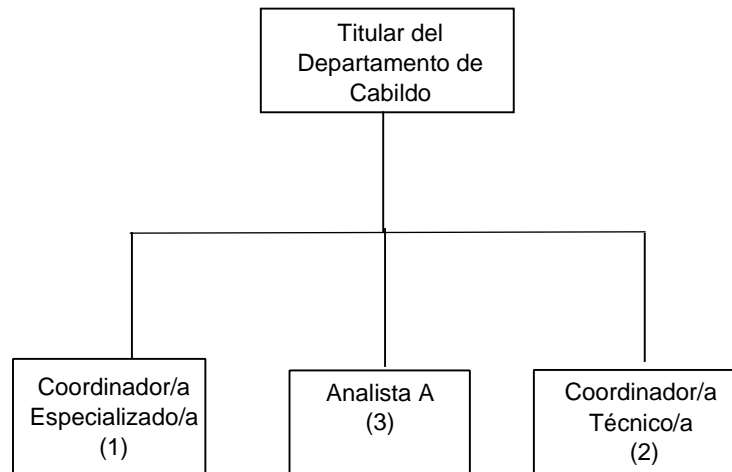 Titular del
Departamento de
Cabildo
Coordinador/a
Especializado/a
(1)
Analista A
(3)
Coordinador/a
Técnico/a
(2)